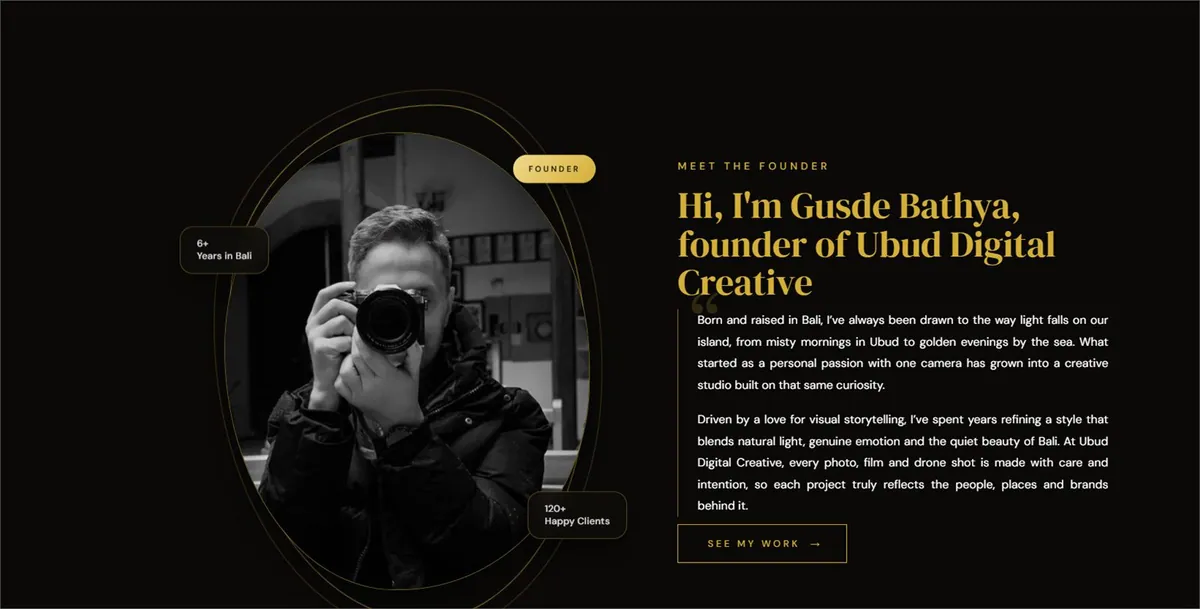 FOUNDER
6+
Years in Bali
120+
Happy Clients
MEET THE FOUNDER
Hi, I'm Gusde Bathya,
founder of Ubud Digital
Creative
“
Born and raised in Bali, I’ve always been drawn to the way light falls on our
island, from misty mornings in Ubud to golden evenings by the sea. What
started as a personal passion with one camera has grown into a creative
studio built on that same curiosity.
Driven by a love for visual storytelling, I’ve spent years refining a style that
blends natural light, genuine emotion and the quiet beauty of Bali. At Ubud
Digital Creative, every photo, film and drone shot is made with care and
intention, so each project truly reflects the people, places and brands
behind it.
SEE MY WORK →